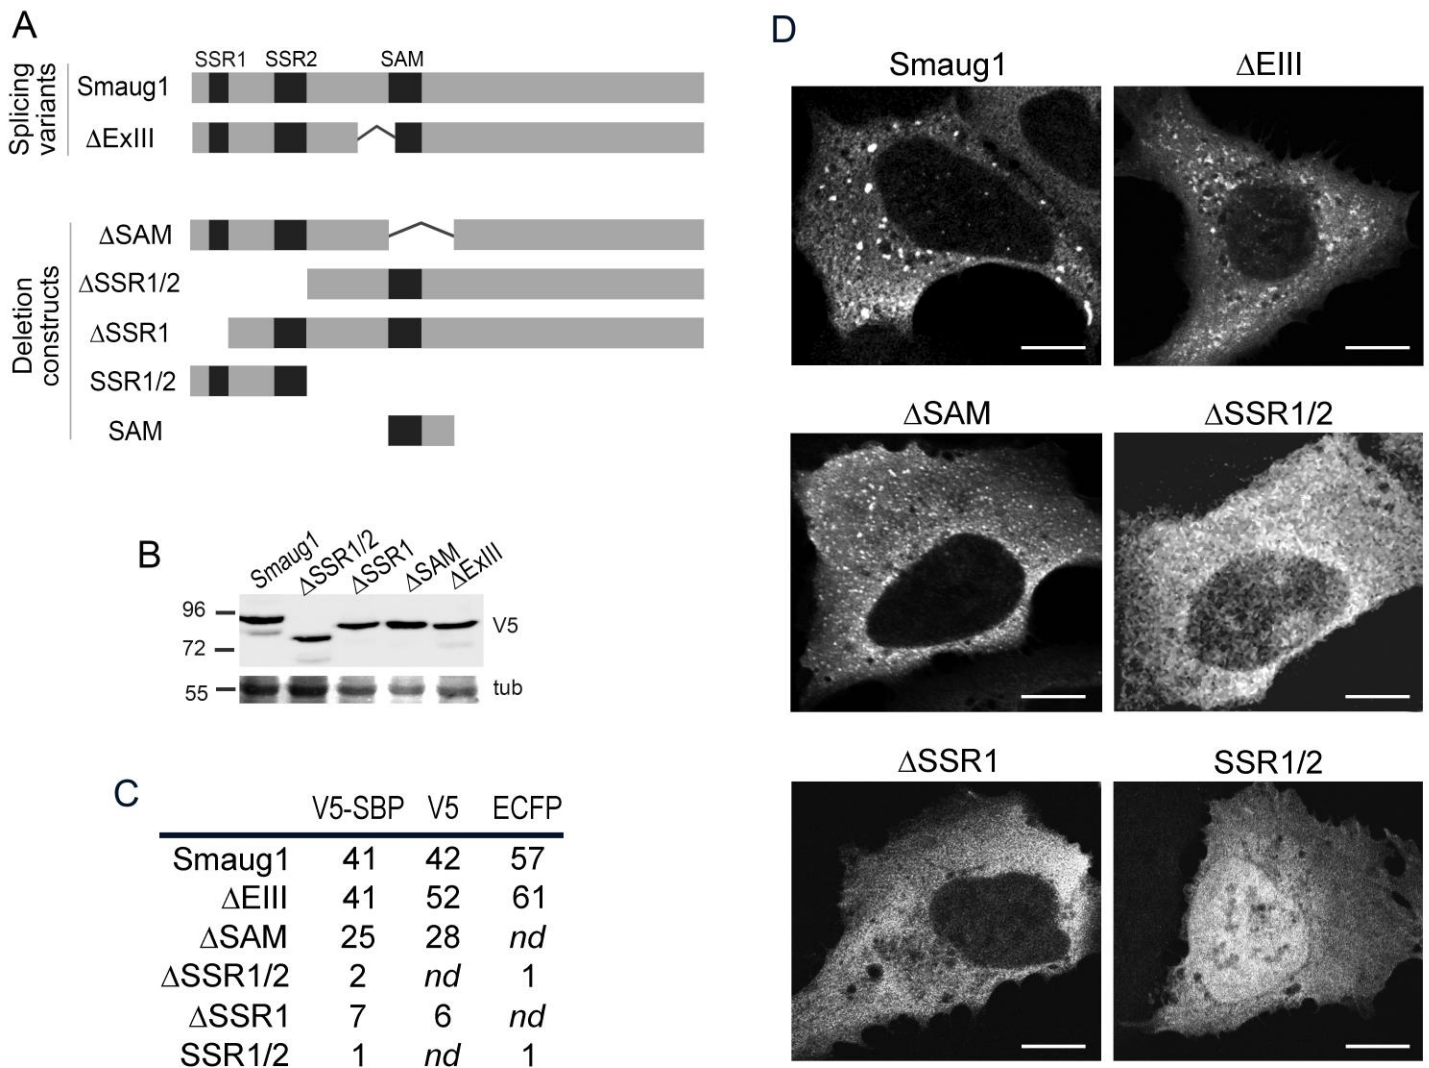 A
SSR1 SSR2 SAM
Splicing variants
Smaug1
ΔExIII
Deletion constructs
ΔSAM
ΔSSR1/2
ΔSSR1
SSR1/2
SAM
B
Smaug1 ΔSSR1/2 ΔSSR1 ΔSAM ΔExIII
96
72
V5
55
tub
C
V5-SBP V5 ECFP
Smaug1 41 42 57
ΔEIII 41 52 61
ΔSAM 25 28 nd
ΔSSR1/2 2 nd 1
ΔSSR1 7 6 nd
SSR1/2 1 nd 1
D
Smaug1 ΔEIII
ΔSAM ΔSSR1/2
ΔSSR1 SSR1/2